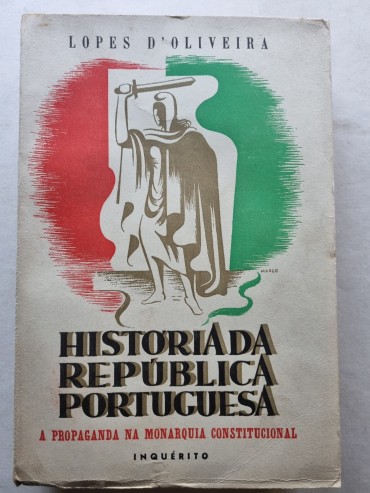 LOPES D'OLIVEIRA
HISTÓRIA DA
REPÚBLICA
PORTUGUESA
A PROPAGANDA NA MONARQUIA CONSTITUCIONAL
INQUÉRITO